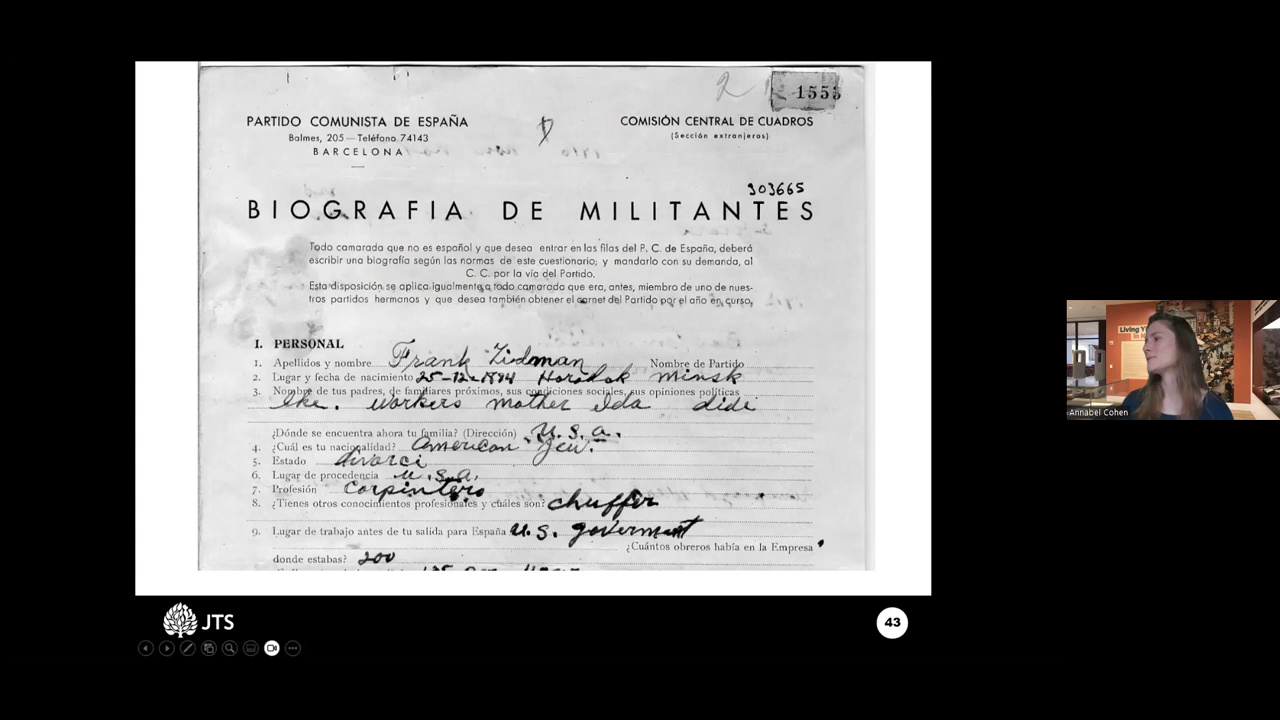 2
1553
PARTIDO COMUNISTA DE ESPAÑA
Balmes, 205 — Teléfono 74143
BARCELONA
COMISIÓN CENTRAL DE CUADROS
(Sección extranjeros)
303665
BIOGRAFIA DE MILITANTES
Todo camarada que no es español y que desea entrar en las filas del P. C. de España, deberá
escribir una biografía según las normas de este cuestionario; y mandarlo con su demanda, al
C. C. por la vía del Partido.
Esta disposición se aplica igualmente a todo camarada que era, antes, miembro de uno de nues-
tros partidos hermanos y que desea también obtener el carnet del Partido por el año en curso.
I. PERSONAL
1. Apellidos y nombre Frank Zidman Nombre de Partido
2. Lugar y fecha de nacimiento 25-12-1894 Horodok Minsk
3. Nombre de tus padres, de familiares próximos, sus condiciones sociales, sus opiniones políticas
Ike. workers mother Ida dide
¿Dónde se encuentra ahora tu familia? (Dirección) U.S.a.
4. ¿Cuál es tu nacionalidad? American Jew.
5. Estado divorci
6. Lugar de procedencia U.S.a.
7. Profesión carpintero
8. ¿Tienes otros conocimientos profesionales y cuáles son? chuffer
9. Lugar de trabajo antes de tu salida para España U.S. goverment
¿Cuántos obreros había en la Empresa
donde estabas? 200
JTS
43
Living Y
Annabel Cohen